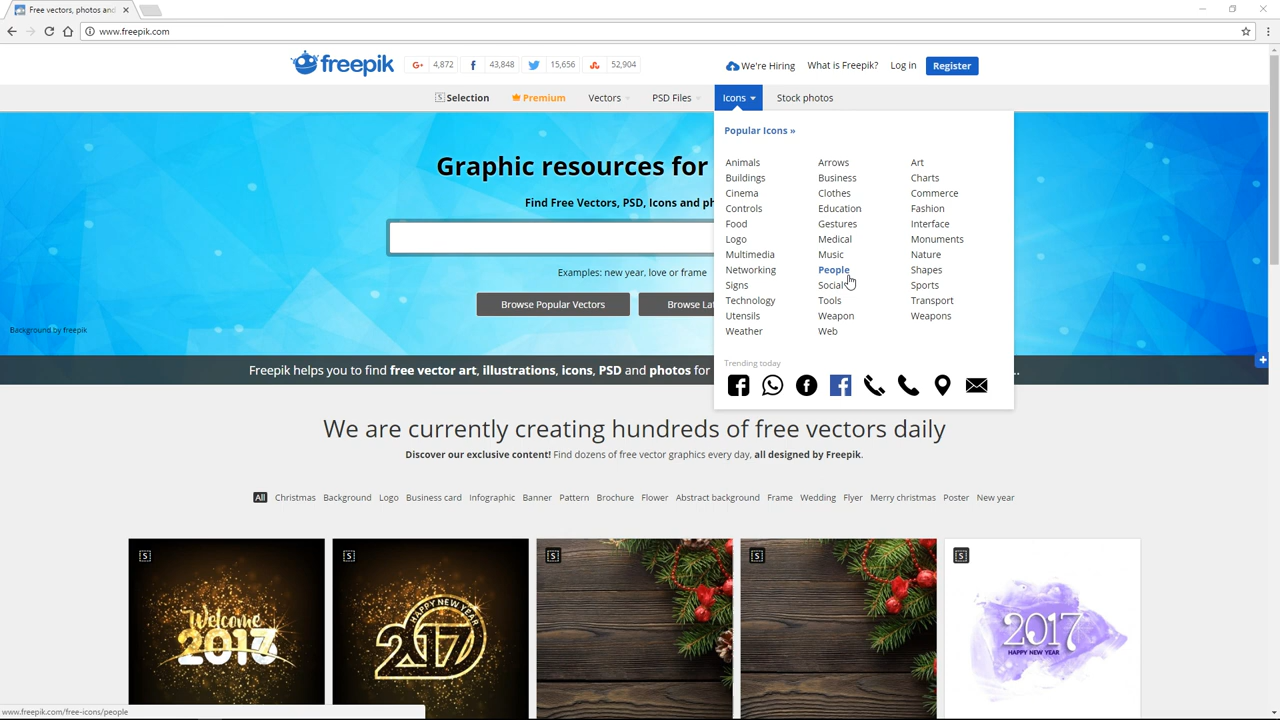 Free vectors, photos and
www.freepik.com
freepik
4,872
43,848
15,656
52,904
We're Hiring
What is Freepik?
Log in
Register
Selection
Premium
Vectors
PSD Files
Icons
Stock photos
Popular Icons »
Animals
Arrows
Art
Buildings
Business
Charts
Cinema
Clothes
Commerce
Controls
Education
Fashion
Food
Gestures
Interface
Logo
Medical
Monuments
Multimedia
Music
Nature
Networking
People
Shapes
Signs
Social
Sports
Technology
Tools
Transport
Utensils
Weapon
Weapons
Weather
Web
Trending today
Graphic resources for
Find Free Vectors, PSD, Icons and ph
Examples: new year, love or frame
Browse Popular Vectors
Browse La
Background by freepik
Freepik helps you to find free vector art, illustrations, icons, PSD and photos for
We are currently creating hundreds of free vectors daily
Discover our exclusive content! Find dozens of free vector graphics every day, all designed by Freepik.
All Christmas Background Logo Business card Infographic Banner Pattern Brochure Flower Abstract background Frame Wedding Flyer Merry christmas Poster New year
S
S
S
S
S
Welcome
2017
HAPPY NEW YEAR
2017
2017
HAPPY NEW YEAR
www.freepik.com/free-icons/people